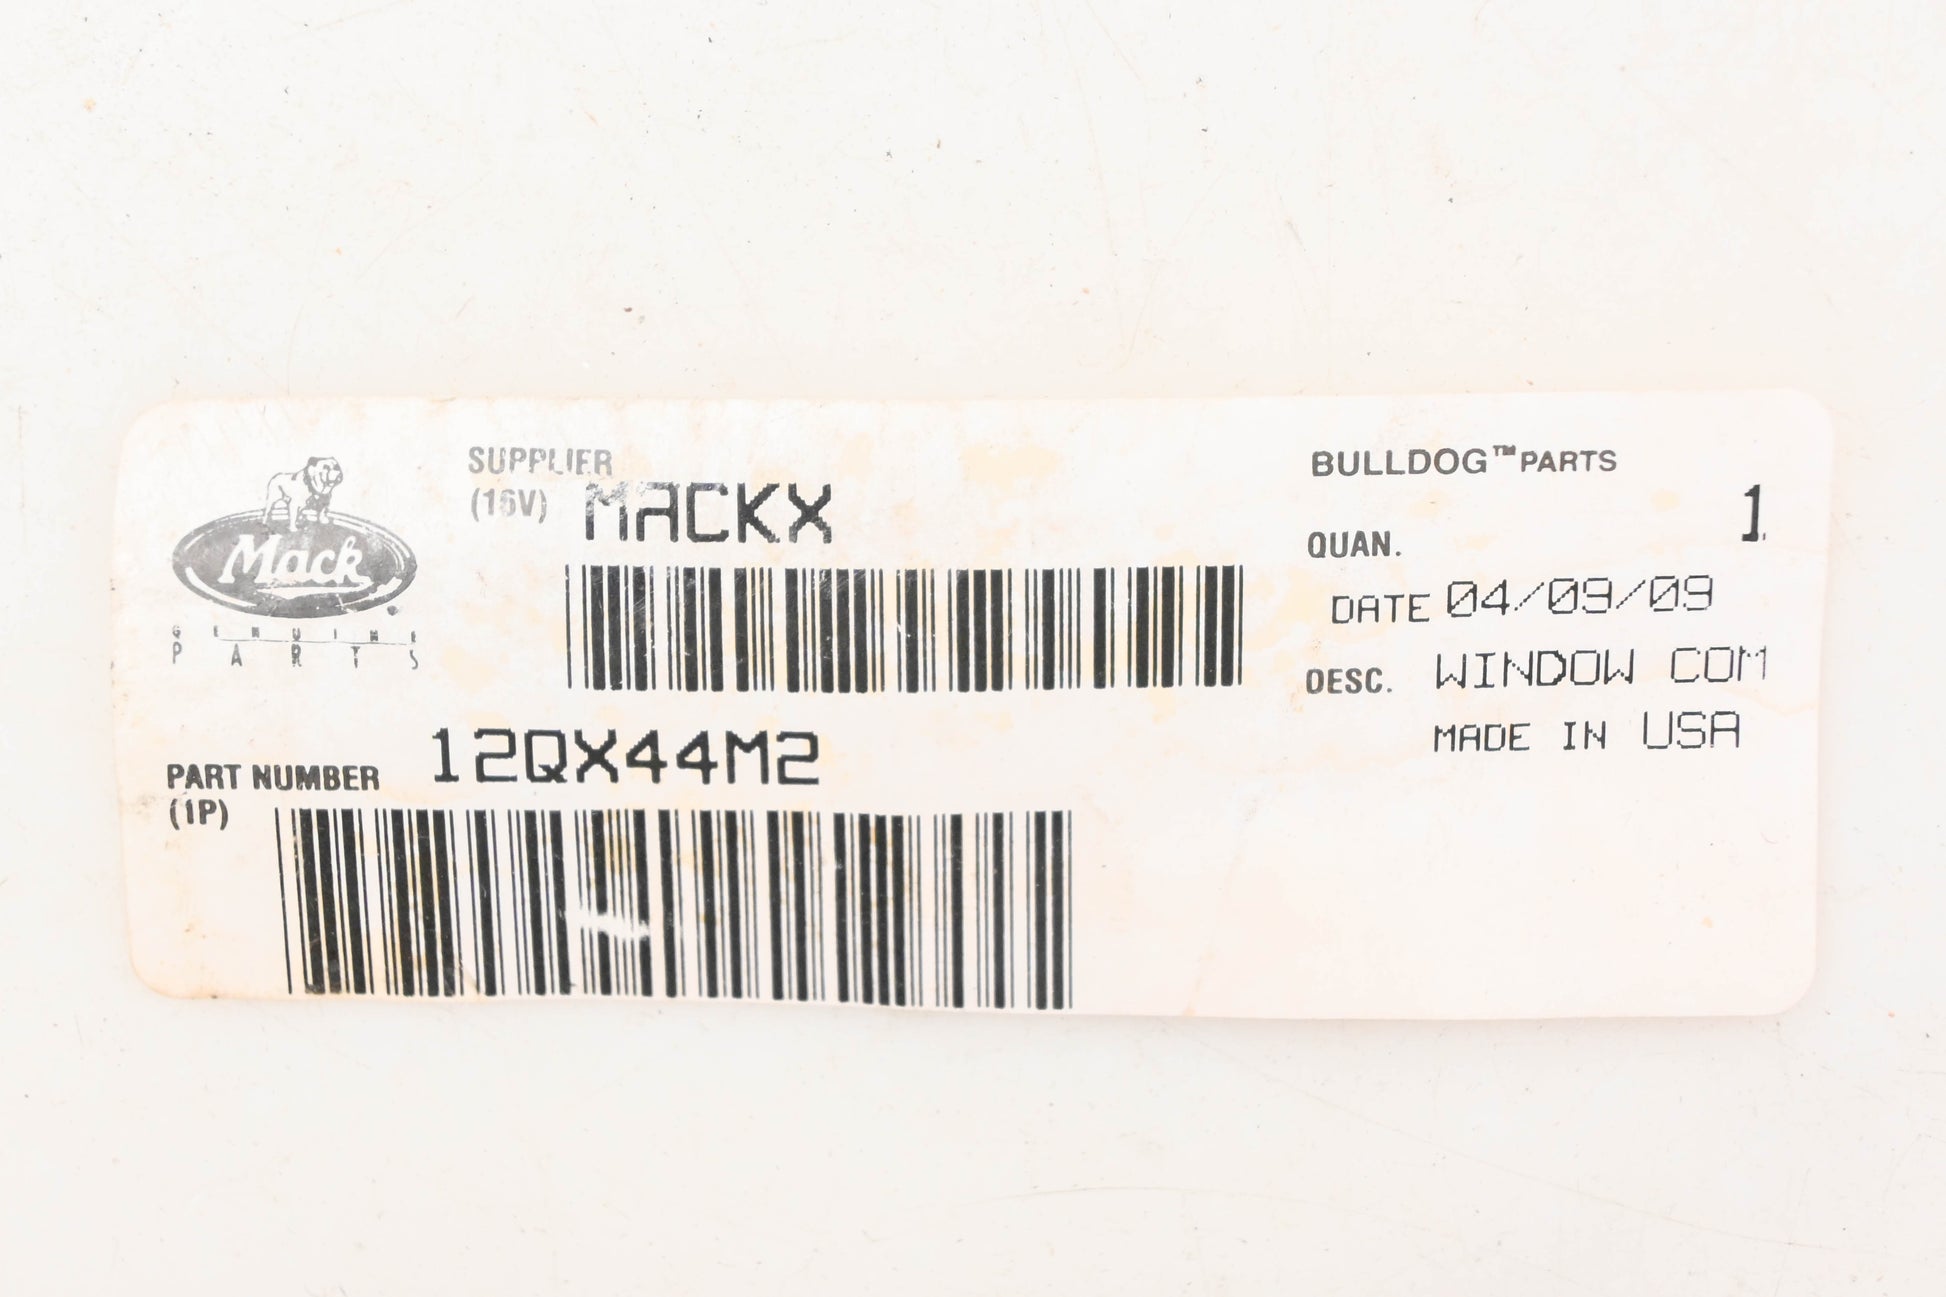 Mack
GENUINE
PARTS
SUPPLIER
(16V) MACKX
PART NUMBER 12QX44M2
(1P)
BULLDOG™ PARTS
QUAN. 1
DATE 04/09/09
DESC. WINDOW COM
MADE IN USA